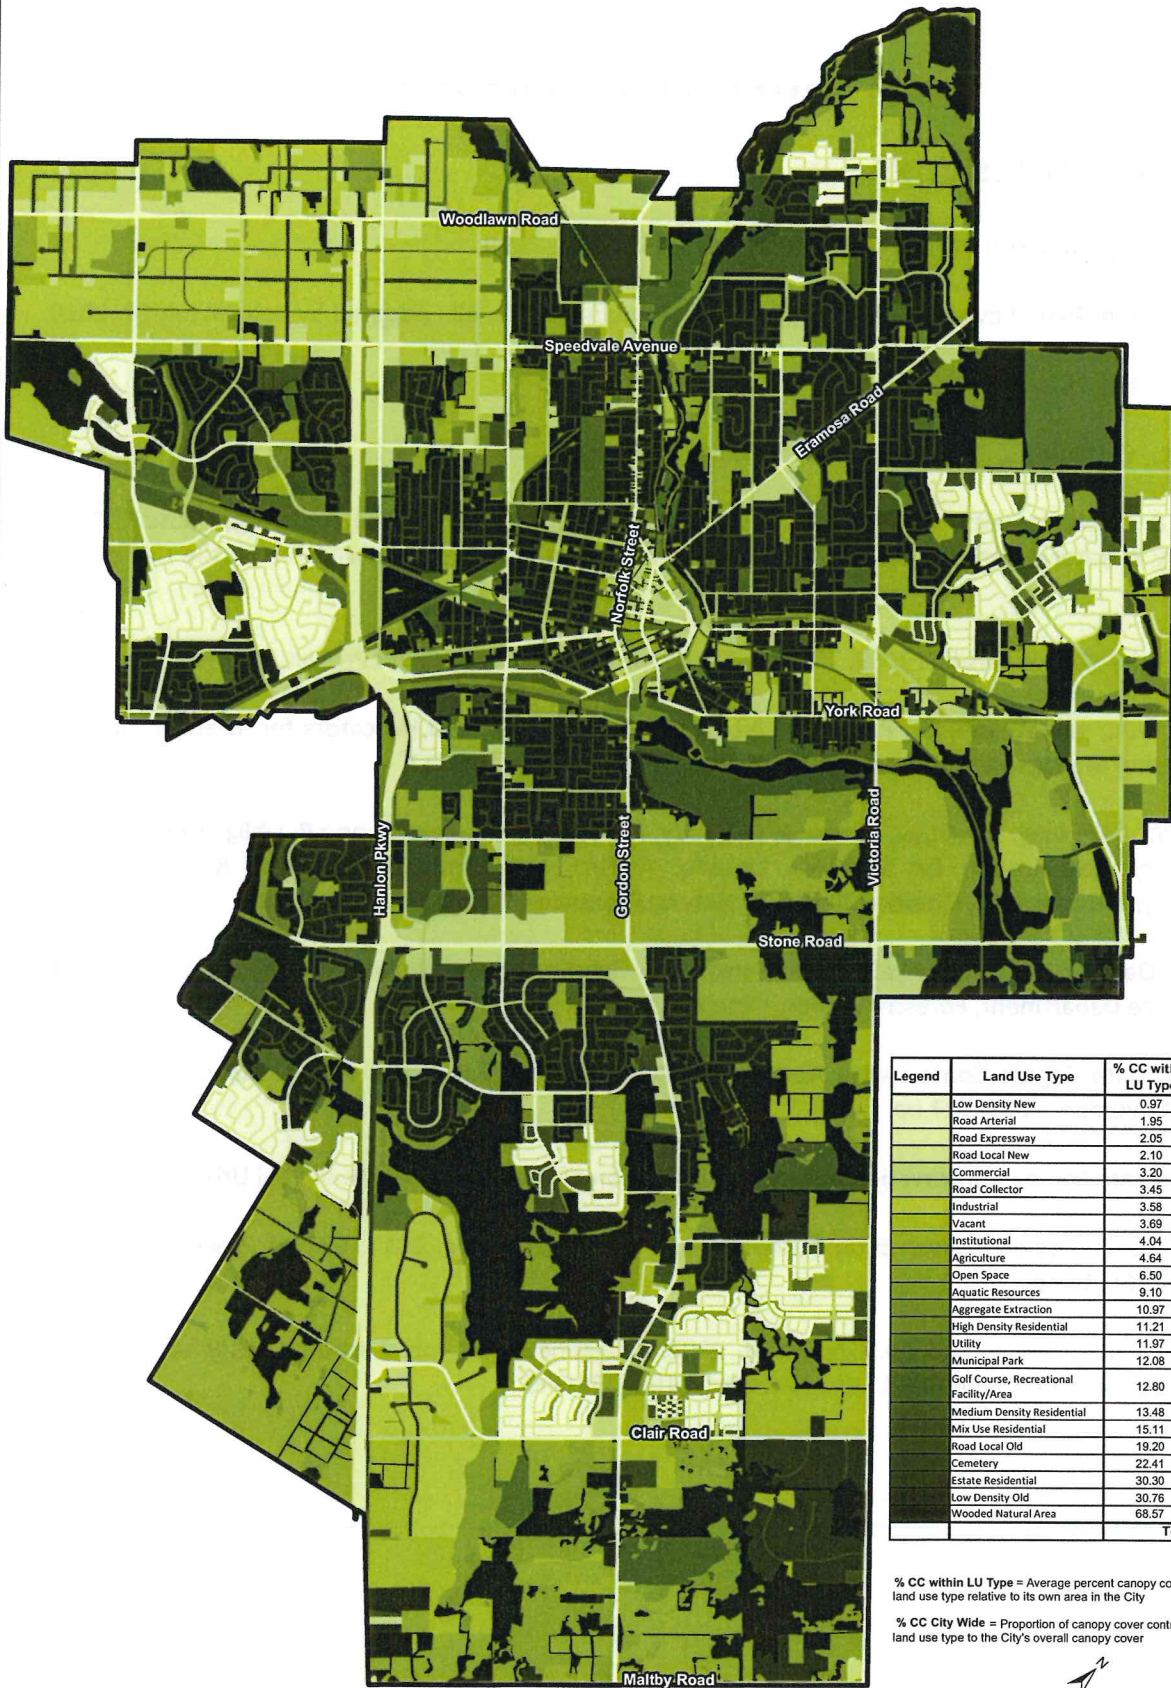 Woodlawn Road
Speedvale Avenue
Eramosa Road
Norfolk Street
York Road
Hanlon Pkwy
Gordon Street
Victoria Road
Stone Road
Clair Road
Maltby Road
Legend Land Use Type % CC with
LU Type
Low Density New 0.97
Road Arterial 1.95
Road Expressway 2.05
Road Local New 2.10
Commercial 3.20
Road Collector 3.45
Industrial 3.58
Vacant 3.69
Institutional 4.04
Agriculture 4.64
Open Space 6.50
Aquatic Resources 9.10
Aggregate Extraction 10.97
High Density Residential 11.21
Utility 11.97
Municipal Park 12.08
Golf Course, Recreational
Facility/Area 12.80
Medium Density Residential 13.48
Mix Use Residential 15.11
Road Local Old 19.20
Cemetery 22.41
Estate Residential 30.30
Low Density Old 30.76
Wooded Natural Area 68.57
% CC within LU Type = Average percent canopy co
land use type relative to its own area in the City
% CC City Wide = Proportion of canopy cover cont
land use type to the City's overall canopy cover
N